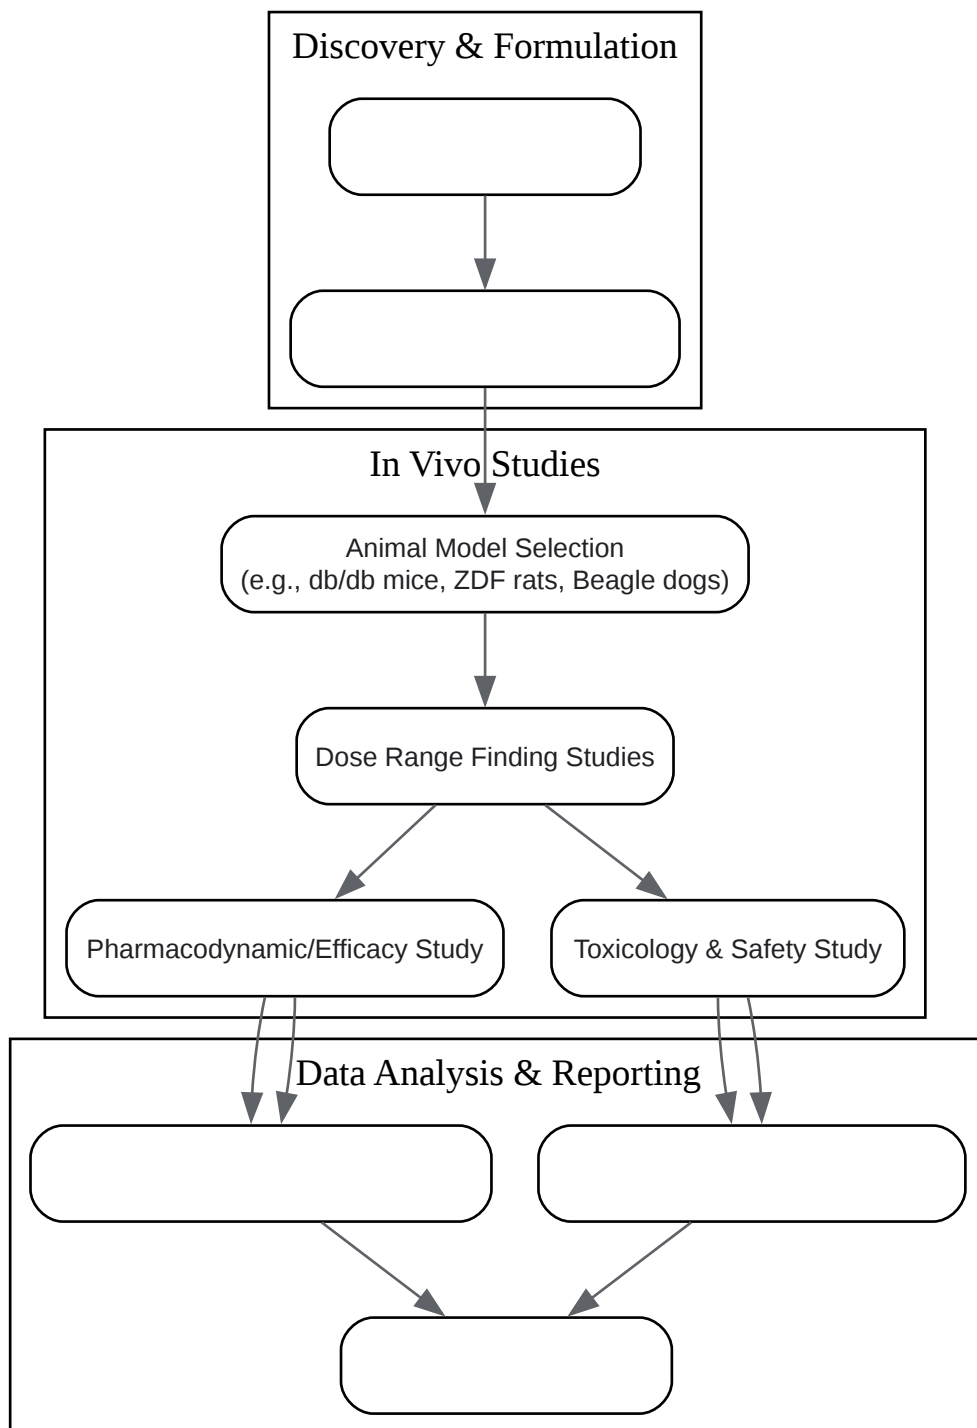 Discovery & Formulation
In Vivo Studies
Animal Model Selection
(e.g., db/db mice, ZDF rats, Beagle dogs)
Dose Range Finding Studies
Pharmacodynamic/Efficacy Study
Toxicology & Safety Study
Data Analysis & Reporting